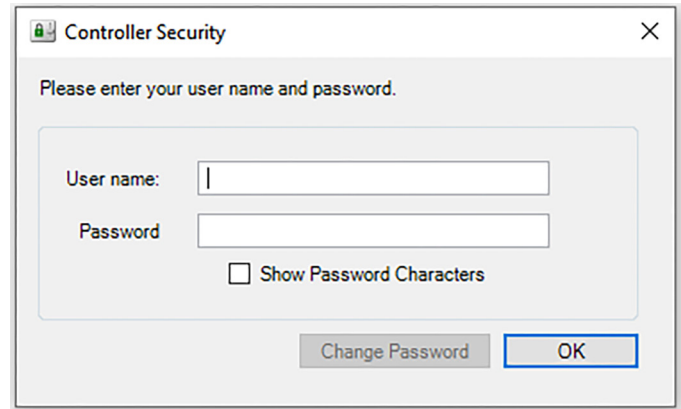 Controller Security
Please enter your user name and password.
User name:
Password
Show Password Characters
Change Password OK